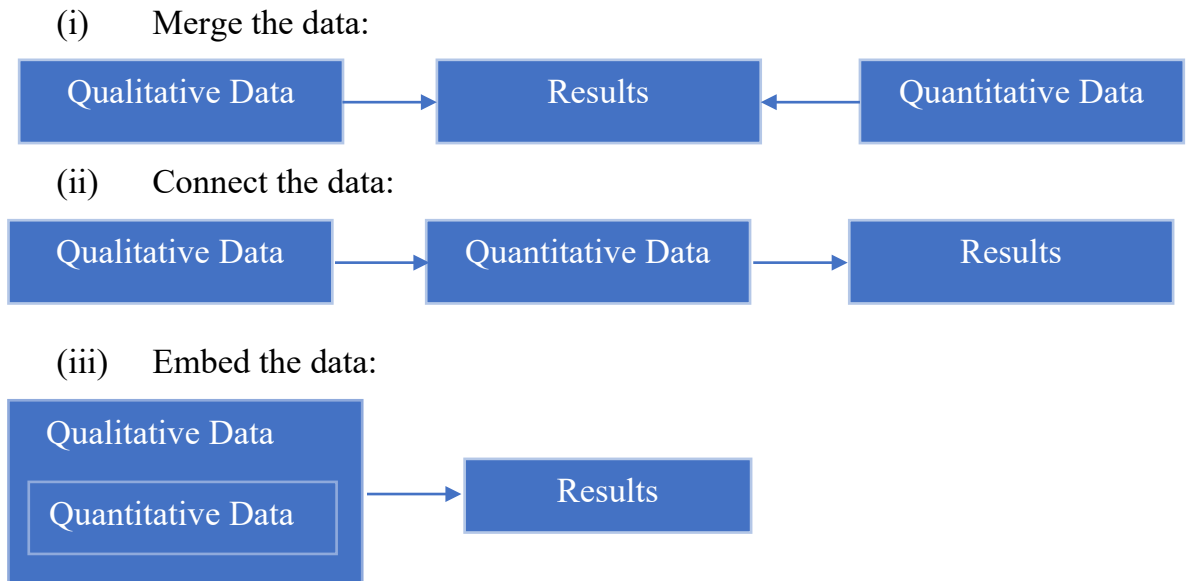 (i) Merge the data:
Qualitative Data Results Quantitative Data
(ii) Connect the data:
Qualitative Data Quantitative Data Results
(iii) Embed the data:
Qualitative Data
Quantitative Data Results